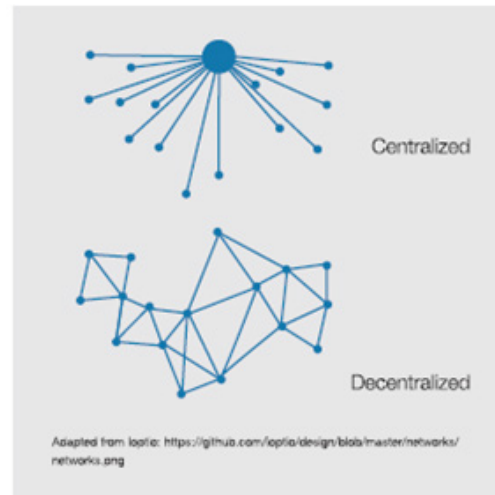 Centralized
Decentralized
Adapted from Ioptio: https://github.com/ioptio/design/blob/master/networks/
networks.png